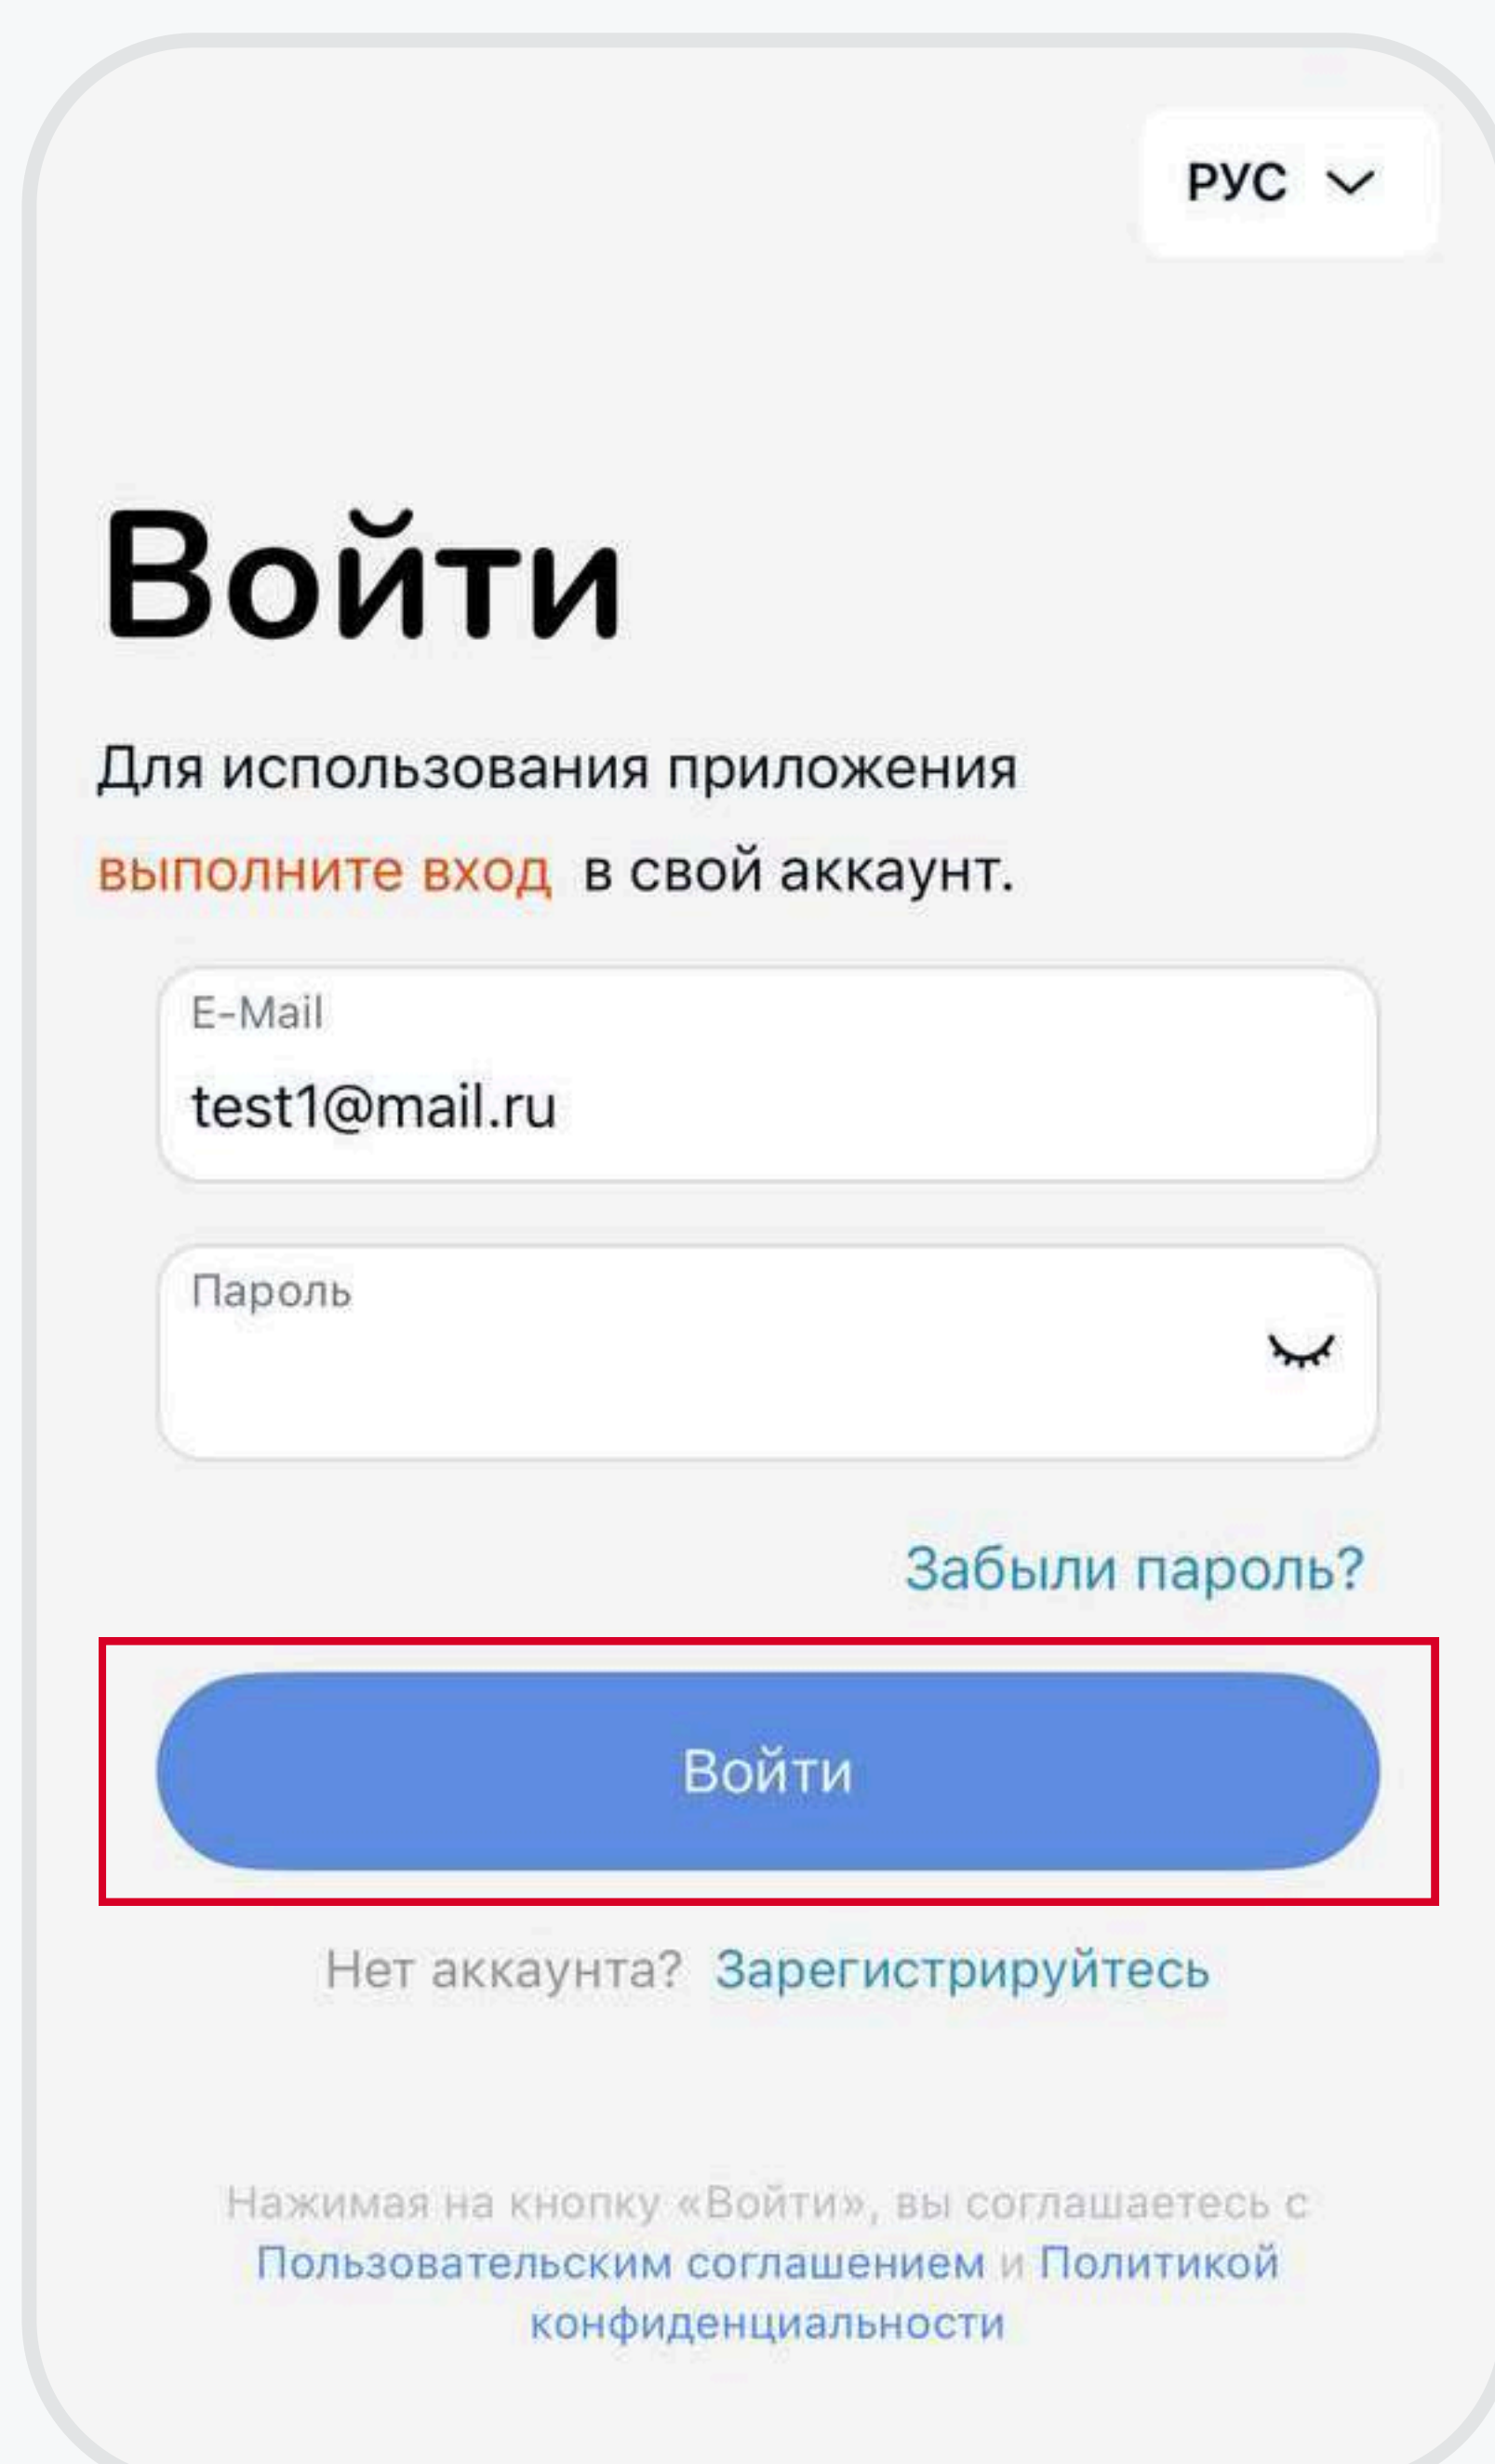 РУС
Войти
Для использования приложения
выполните вход в свой аккаунт.
E-Mail
test1@mail.ru
Пароль
Забыли пароль?
Войти
Нет аккаунта? Зарегистрируйтесь
Нажимая на кнопку «Войти», вы соглашаетесь с
Пользовательским соглашением и Политикой
конфиденциальности